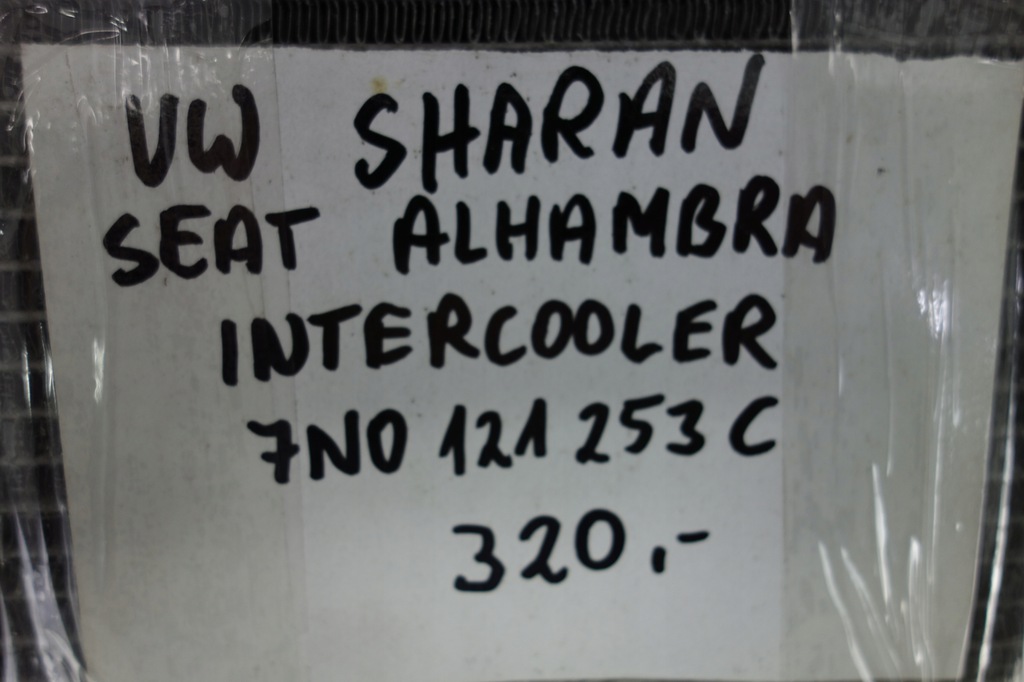 VW SHARAN
SEAT ALHAMBRA
INTERCOOLER
7N0 121 253 C
320,-